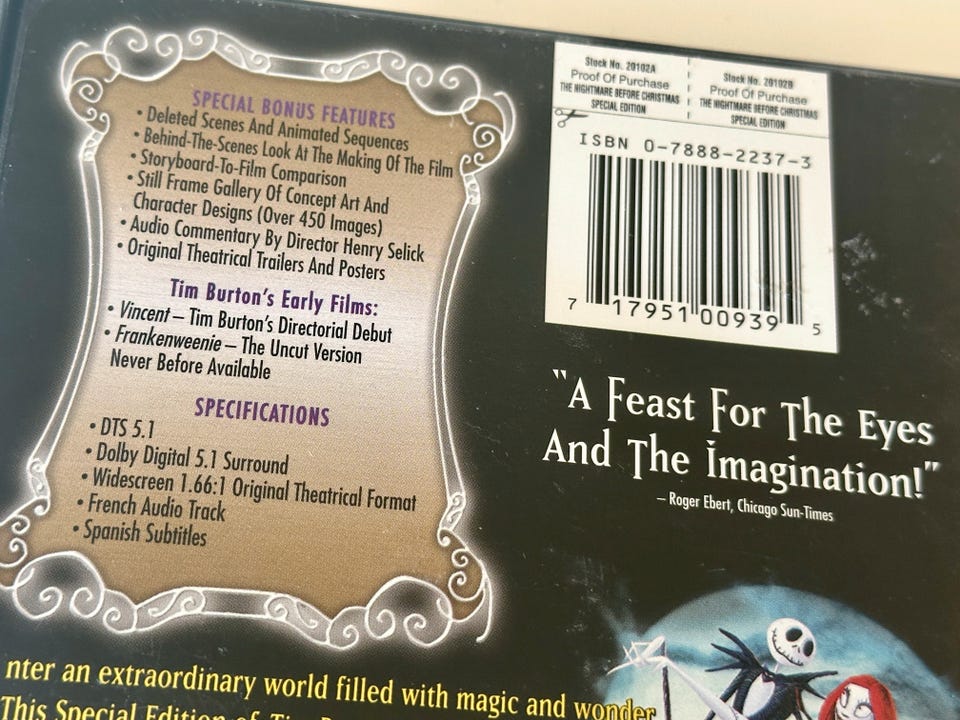 SPECIAL BONUS FEATURES
• Deleted Scenes And Animated Sequences
• Behind-The-Scenes Look At The Making Of The Film
• Storyboard-To-Film Comparison
• Still Frame Gallery Of Concept Art And
Character Designs (Over 450 Images)
• Audio Commentary By Director Henry Selick
• Original Theatrical Trailers And Posters
Tim Burton's Early Films:
• Vincent – Tim Burton's Directorial Debut
• Frankenweenie – The Uncut Version
Never Before Available
SPECIFICATIONS
• DTS 5.1
• Dolby Digital 5.1 Surround
• Widescreen 1.66:1 Original Theatrical Format
• French Audio Track
• Spanish Subtitles
Stock No. 20102A
Proof Of Purchase
THE NIGHTMARE BEFORE CHRISTMAS
SPECIAL EDITION
Stock No. 20102B
Proof Of Purchase
THE NIGHTMARE BEFORE CHRISTMAS
SPECIAL EDITION
ISBN 0-7888-2237-3
7 17951 00939 5
"A Feast For The Eyes
And The Imagination!"
– Roger Ebert, Chicago Sun-Times
nter an extraordinary world filled with magic and wonder
This Special Edition of Tim